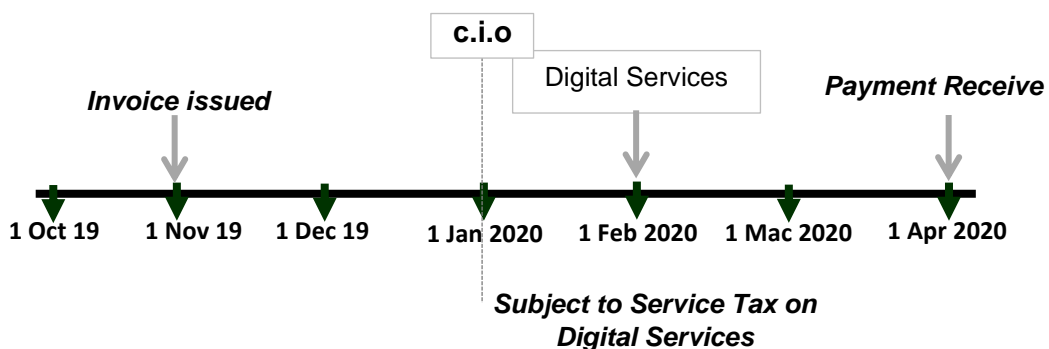 c.i.o
Digital Services
Invoice issued
Payment Receive
1 Oct 19
1 Nov 19
1 Dec 19
1 Jan 2020
1 Feb 2020
1 Mac 2020
1 Apr 2020
Subject to Service Tax on
Digital Services